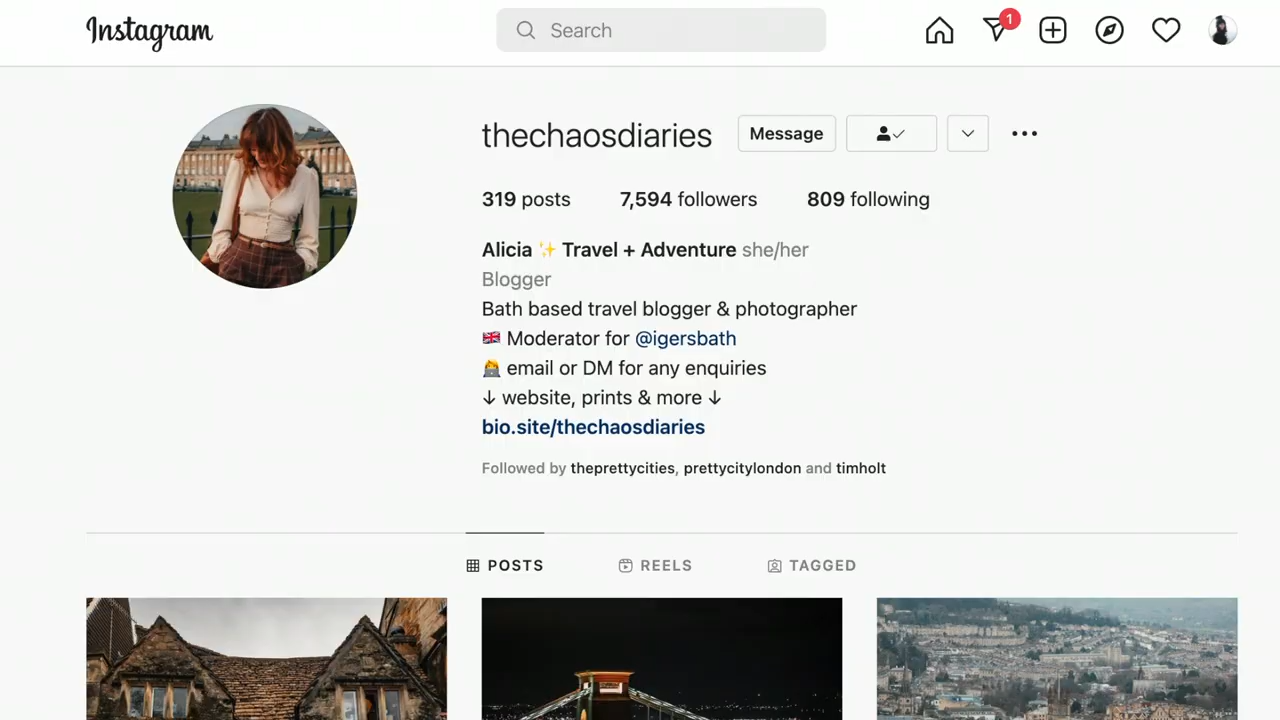 Instagram
Search
1
thechaosdiaries
Message
319 posts 7,594 followers 809 following
Alicia ✨ Travel + Adventure she/her
Blogger
Bath based travel blogger & photographer
🇬🇧 Moderator for @igersbath
👩‍💻 email or DM for any enquiries
↓ website, prints & more ↓
bio.site/thechaosdiaries
Followed by theprettycities, prettycitylondon and timholt
POSTS REELS TAGGED